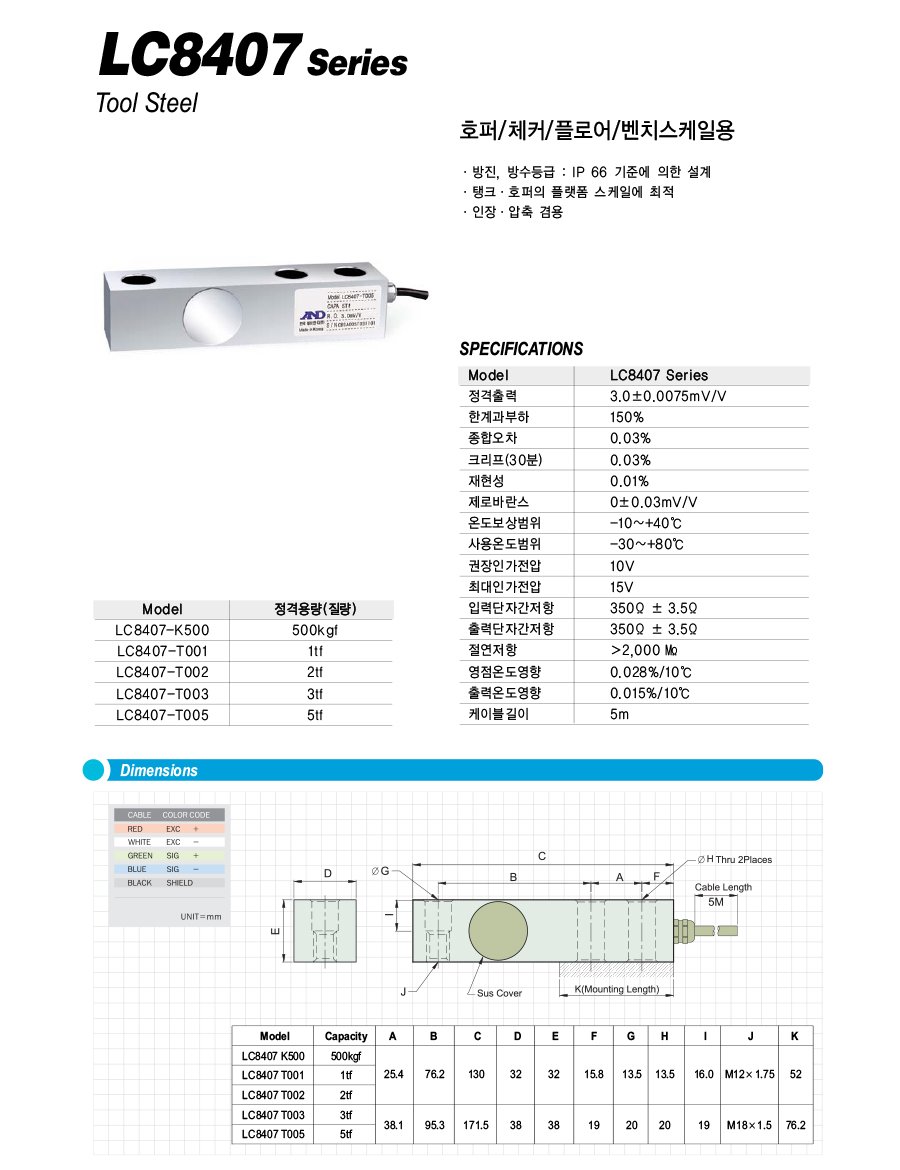 LC8407 Series
Tool Steel
호퍼/체커/플로어/벤치스케일용
· 방진, 방수등급 : IP 66 기준에 의한 설계
· 탱크 · 호퍼의 플랫폼 스케일에 최적
· 인장 · 압축 겸용
Model LC8407-T005
CAPA 5tf
R.O. 3.0mV/V
AND
SPECIFICATIONS
Model LC8407 Series
정격출력 3.0±0.0075mV/V
한계과부하 150%
종합오차 0.03%
크리프(30분) 0.03%
재현성 0.01%
제로바란스 0±0.03mV/V
온도보상범위 -10~+40℃
사용온도범위 -30~+80℃
권장인가전압 10V
최대인가전압 15V
입력단자간저항 350Ω ± 3.5Ω
출력단자간저항 350Ω ± 3.5Ω
절연저항 >2,000 ㏁
영점온도영향 0.028%/10℃
출력온도영향 0.015%/10℃
케이블길이 5m
Model 정격용량(질량)
LC8407-K500 500kgf
LC8407-T001 1tf
LC8407-T002 2tf
LC8407-T003 3tf
LC8407-T005 5tf
Dimensions
CABLE COLOR CODE
RED EXC +
WHITE EXC -
GREEN SIG +
BLUE SIG -
BLACK SHIELD
UNIT=mm
D
E
C
∅G
B
A
F
∅H Thru 2Places
Cable Length
5M
I
J
Sus Cover
K(Mounting Length)
Model Capacity A B C D E F G H I J K
LC8407 K500 500kgf
LC8407 T001 1tf 25.4 76.2 130 32 32 15.8 13.5 13.5 16.0 M12×1.75 52
LC8407 T002 2tf
LC8407 T003 3tf
38.1 95.3 171.5 38 38 19 20 20 19 M18×1.5 76.2
LC8407 T005 5tf